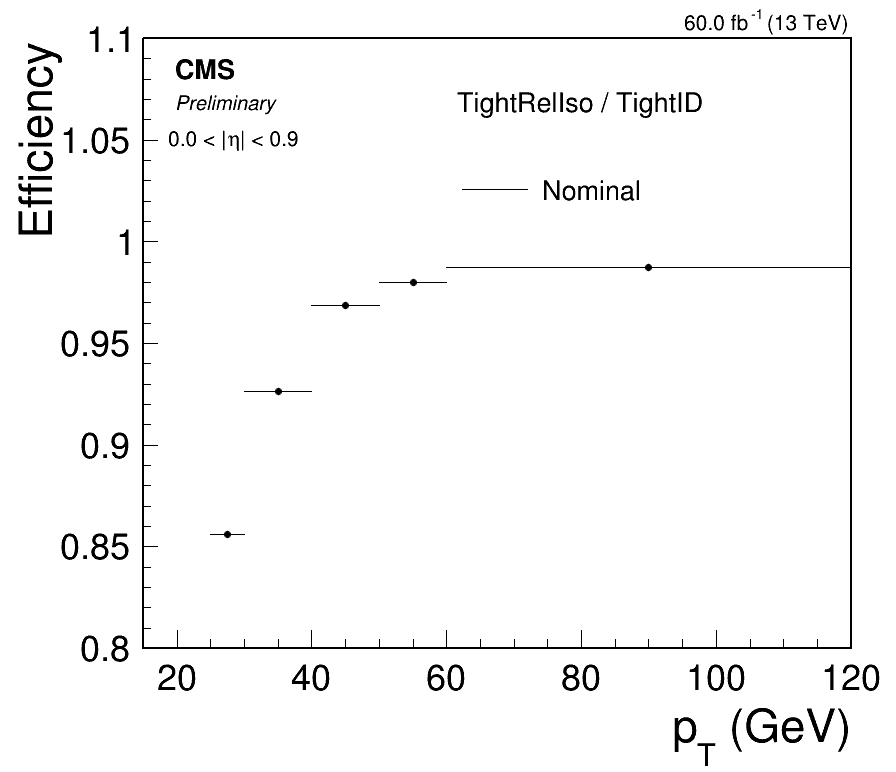 60.0 fb⁻¹ (13 TeV)
CMS
Preliminary
0.0 < |η| < 0.9
TightRelIso / TightID
Nominal
Efficiency
1.1
1.05
1
0.95
0.9
0.85
0.8
20 40 60 80 100 120
p_T (GeV)